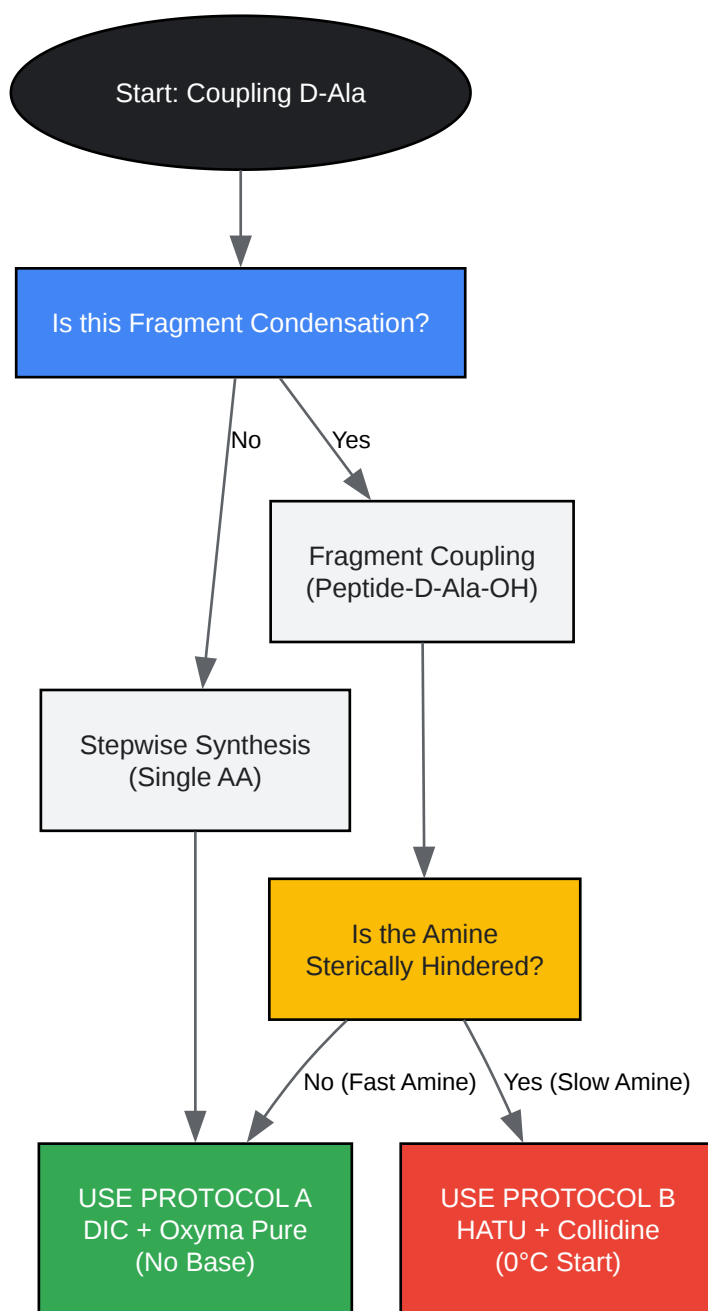 Start: Coupling D-Ala
Is this Fragment Condensation?
No
Yes
Fragment Coupling
(Peptide-D-Ala-OH)
Stepwise Synthesis
(Single AA)
Is the Amine
Sterically Hindered?
No (Fast Amine)
Yes (Slow Amine)
USE PROTOCOL A
DIC + Oxyma Pure
(No Base)
USE PROTOCOL B
HATU + Collidine
(0°C Start)